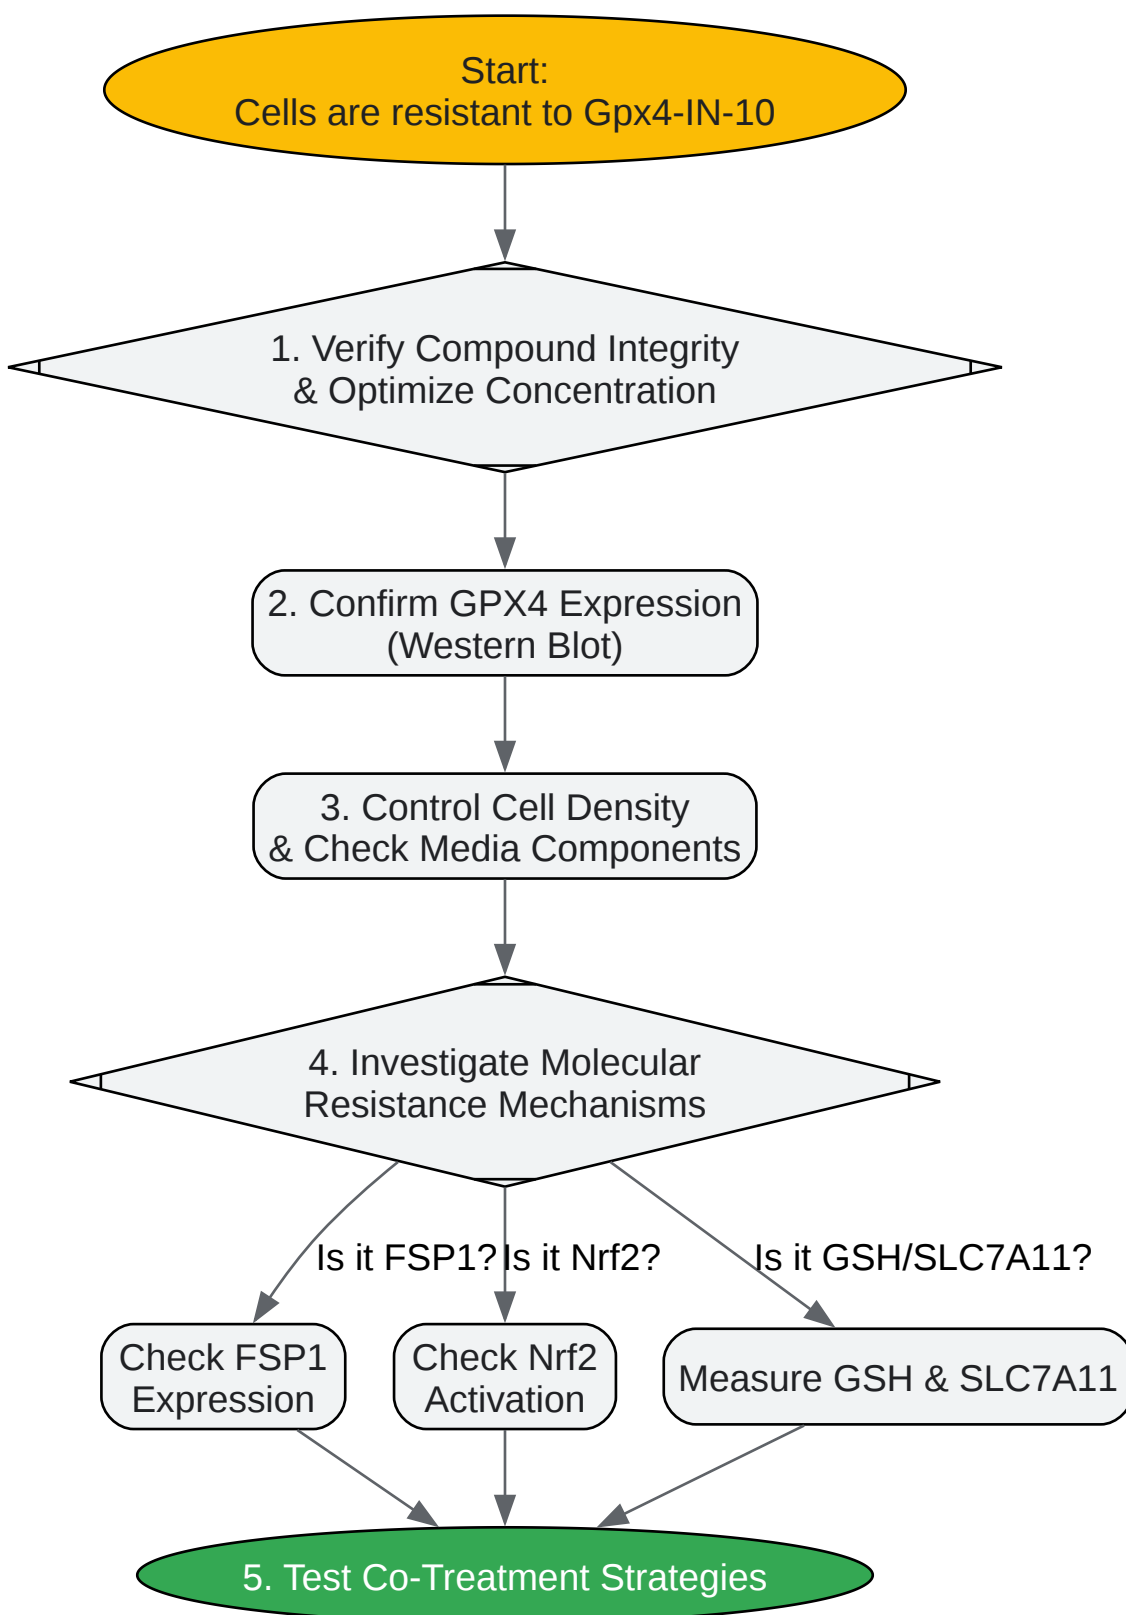 Start:
Cells are resistant to Gpx4-IN-10
1. Verify Compound Integrity
& Optimize Concentration
2. Confirm GPX4 Expression
(Western Blot)
3. Control Cell Density
& Check Media Components
4. Investigate Molecular
Resistance Mechanisms
Is it FSP1?
Is it Nrf2?
Is it GSH/SLC7A11?
Check FSP1
Expression
Check Nrf2
Activation
Measure GSH & SLC7A11
5. Test Co-Treatment Strategies